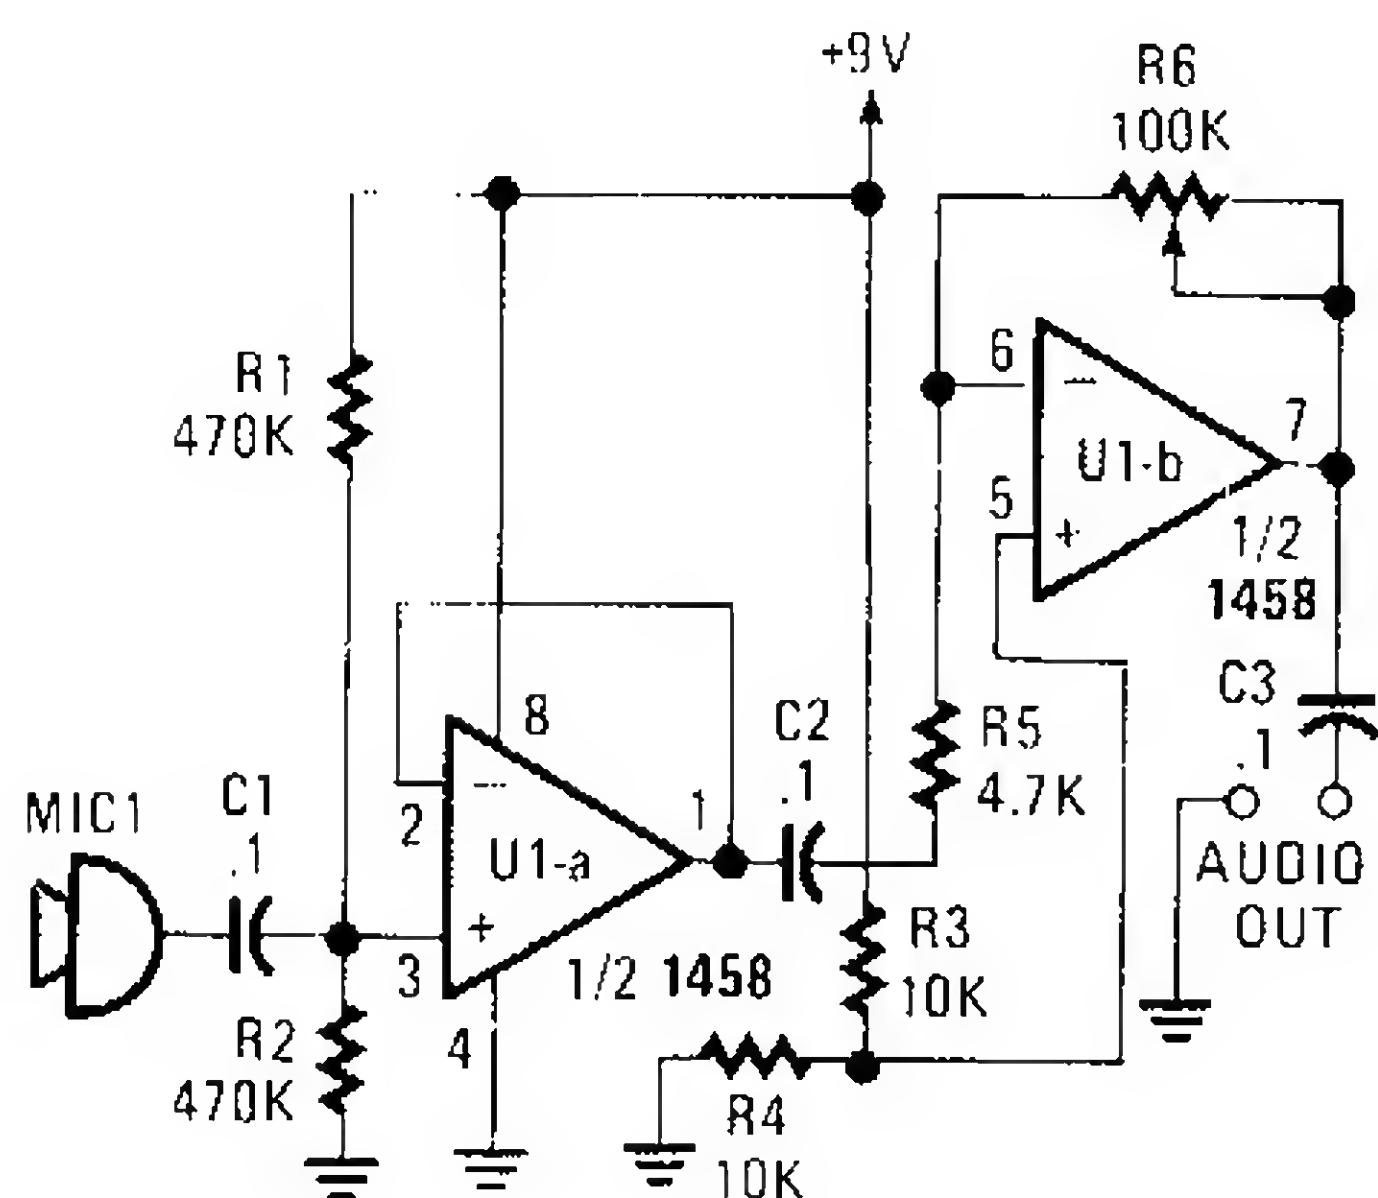 +9V
R6
100K
R1
470K
6
−
7
U1-b
5
+
1/2
1458
8
C2
.1
R5
4.7K
C3
.1
MIC1
C1
.1
2
−
1
U1-a
+
3
1/2 1458
R3
10K
AUDIO
OUT
R2
470K
4
R4
10K